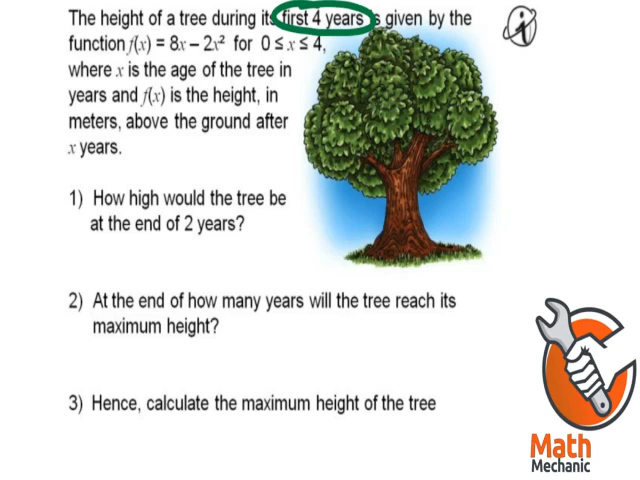 The height of a tree during its first 4 years is given by the
function f(x) = 8x – 2x² for 0 ≤ x ≤ 4,
where x is the age of the tree in
years and f(x) is the height, in
meters, above the ground after
x years.
1) How high would the tree be
at the end of 2 years?
2) At the end of how many years will the tree reach its
maximum height?
3) Hence, calculate the maximum height of the tree
i
Math
Mechanic